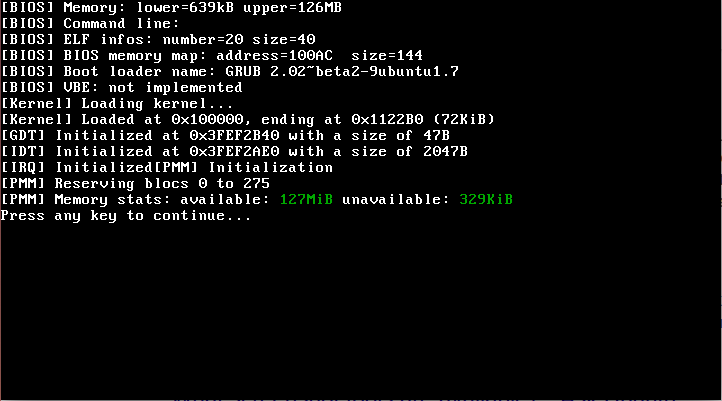 [BIOS] Memory: lower=639kB upper=126MB
[BIOS] Command line:
[BIOS] ELF infos: number=20 size=40
[BIOS] BIOS memory map: address=100AC  size=144
[BIOS] Boot loader name: GRUB 2.02~beta2-9ubuntu1.7
[BIOS] VBE: not implemented
[Kernel] Loading kernel...
[Kernel] Loaded at 0x100000, ending at 0x1122B0 (72KiB)
[GDT] Initialized at 0x3FEF2B40 with a size of 47B
[IDT] Initialized at 0x3FEF2AE0 with a size of 2047B
[IRQ] Initialized[PMM] Initialization
[PMM] Reserving blocs 0 to 275
[PMM] Memory stats: available: 127MiB unavailable: 329KiB
Press any key to continue...